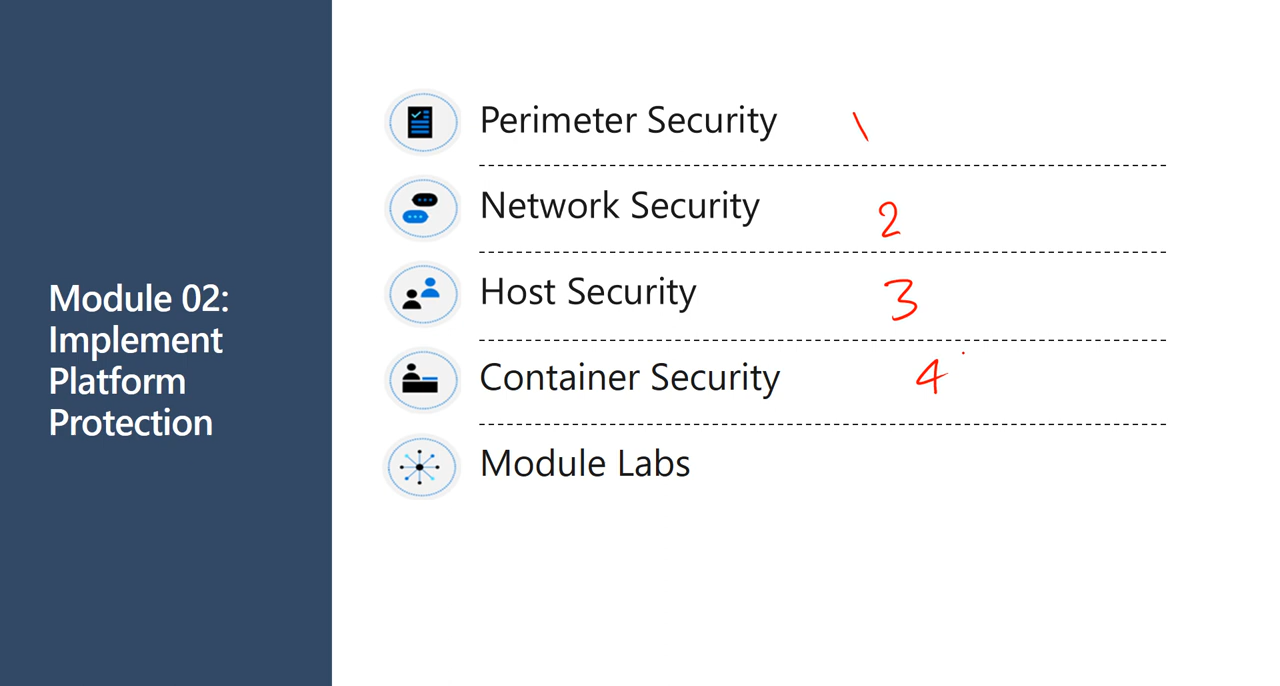 Module 02:
Implement
Platform
Protection
Perimeter Security 1
Network Security 2
Host Security 3
Container Security 4
Module Labs